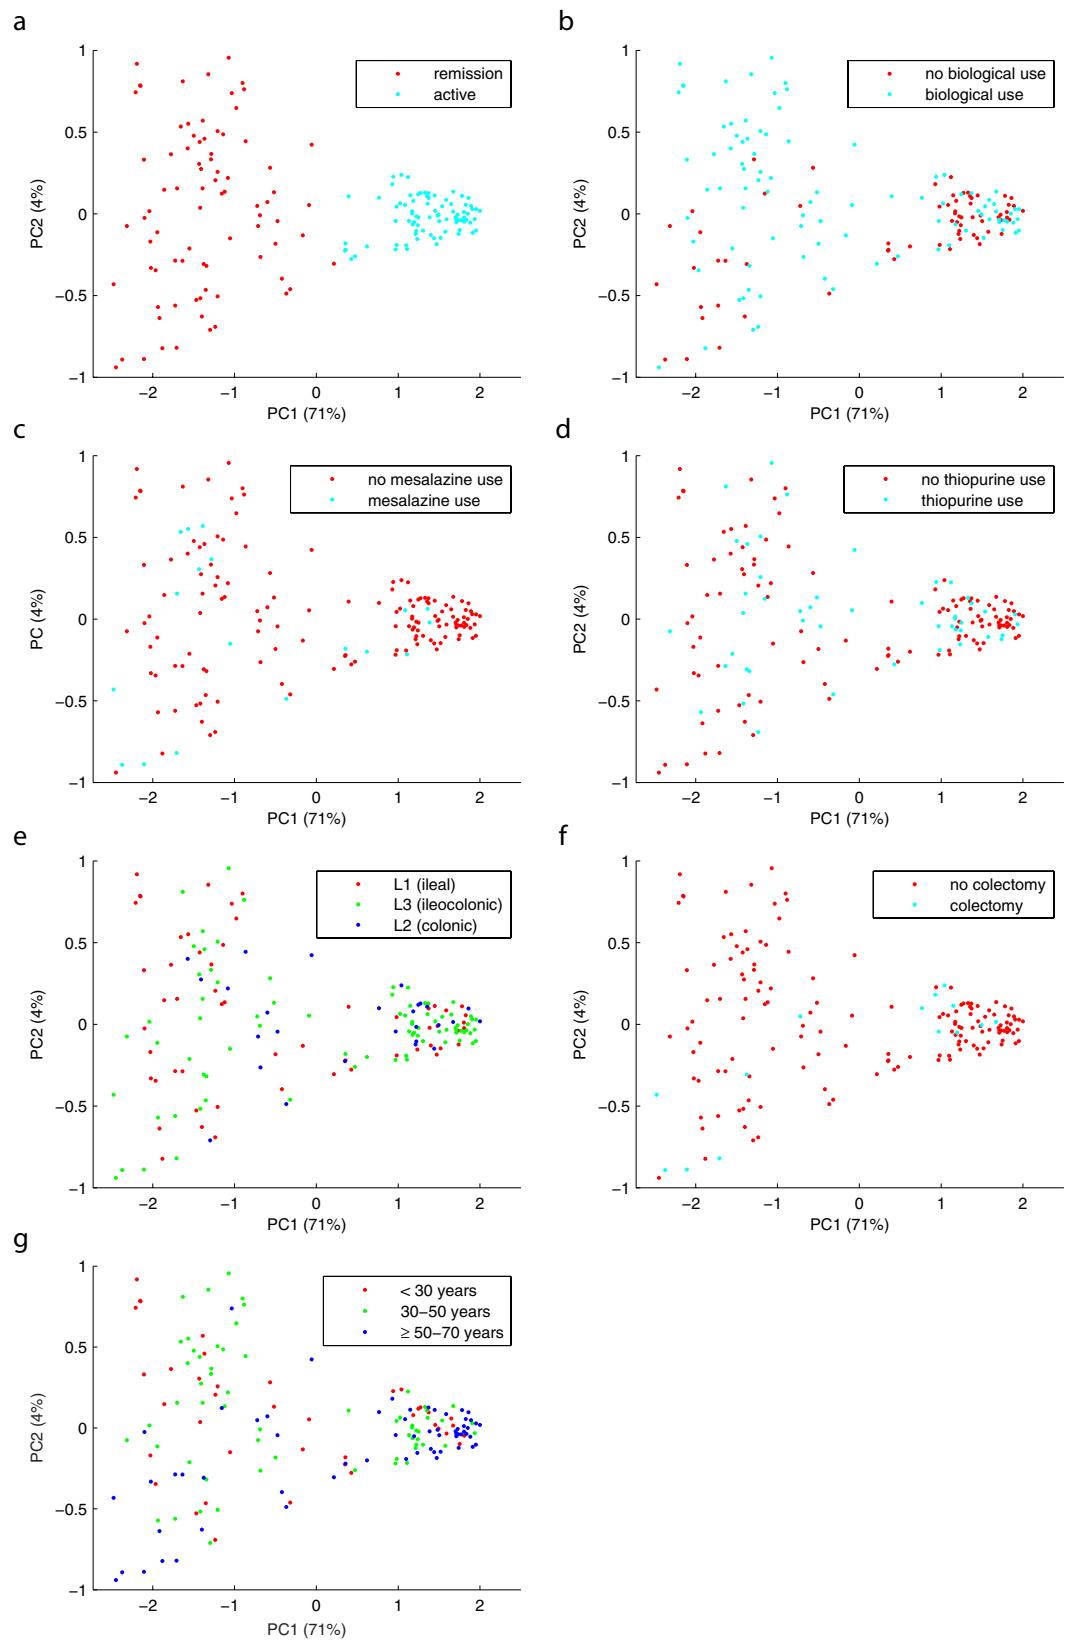 a
1
0.5
0
−0.5
−1
−2
−1
0
1
2
PC2 (4%)
PC1 (71%)
remission
active
b
1
0.5
0
−0.5
−1
−2
−1
0
1
2
PC2 (4%)
PC1 (71%)
no biological use
biological use
c
1
0.5
0
−0.5
−1
−2
−1
0
1
2
PC (4%)
PC1 (71%)
no mesalazine use
mesalazine use
d
1
0.5
0
−0.5
−1
−2
−1
0
1
2
PC2 (4%)
PC1 (71%)
no thiopurine use
thiopurine use
e
1
0.5
0
−0.5
−1
−2
−1
0
1
2
PC2 (4%)
PC1 (71%)
L1 (ileal)
L3 (ileocolonic)
L2 (colonic)
f
1
0.5
0
−0.5
−1
−2
−1
0
1
2
PC2 (4%)
PC1 (71%)
no colectomy
colectomy
g
1
0.5
0
−0.5
−1
−2
−1
0
1
2
PC2 (4%)
PC1 (71%)
< 30 years
30−50 years
≥ 50−70 years